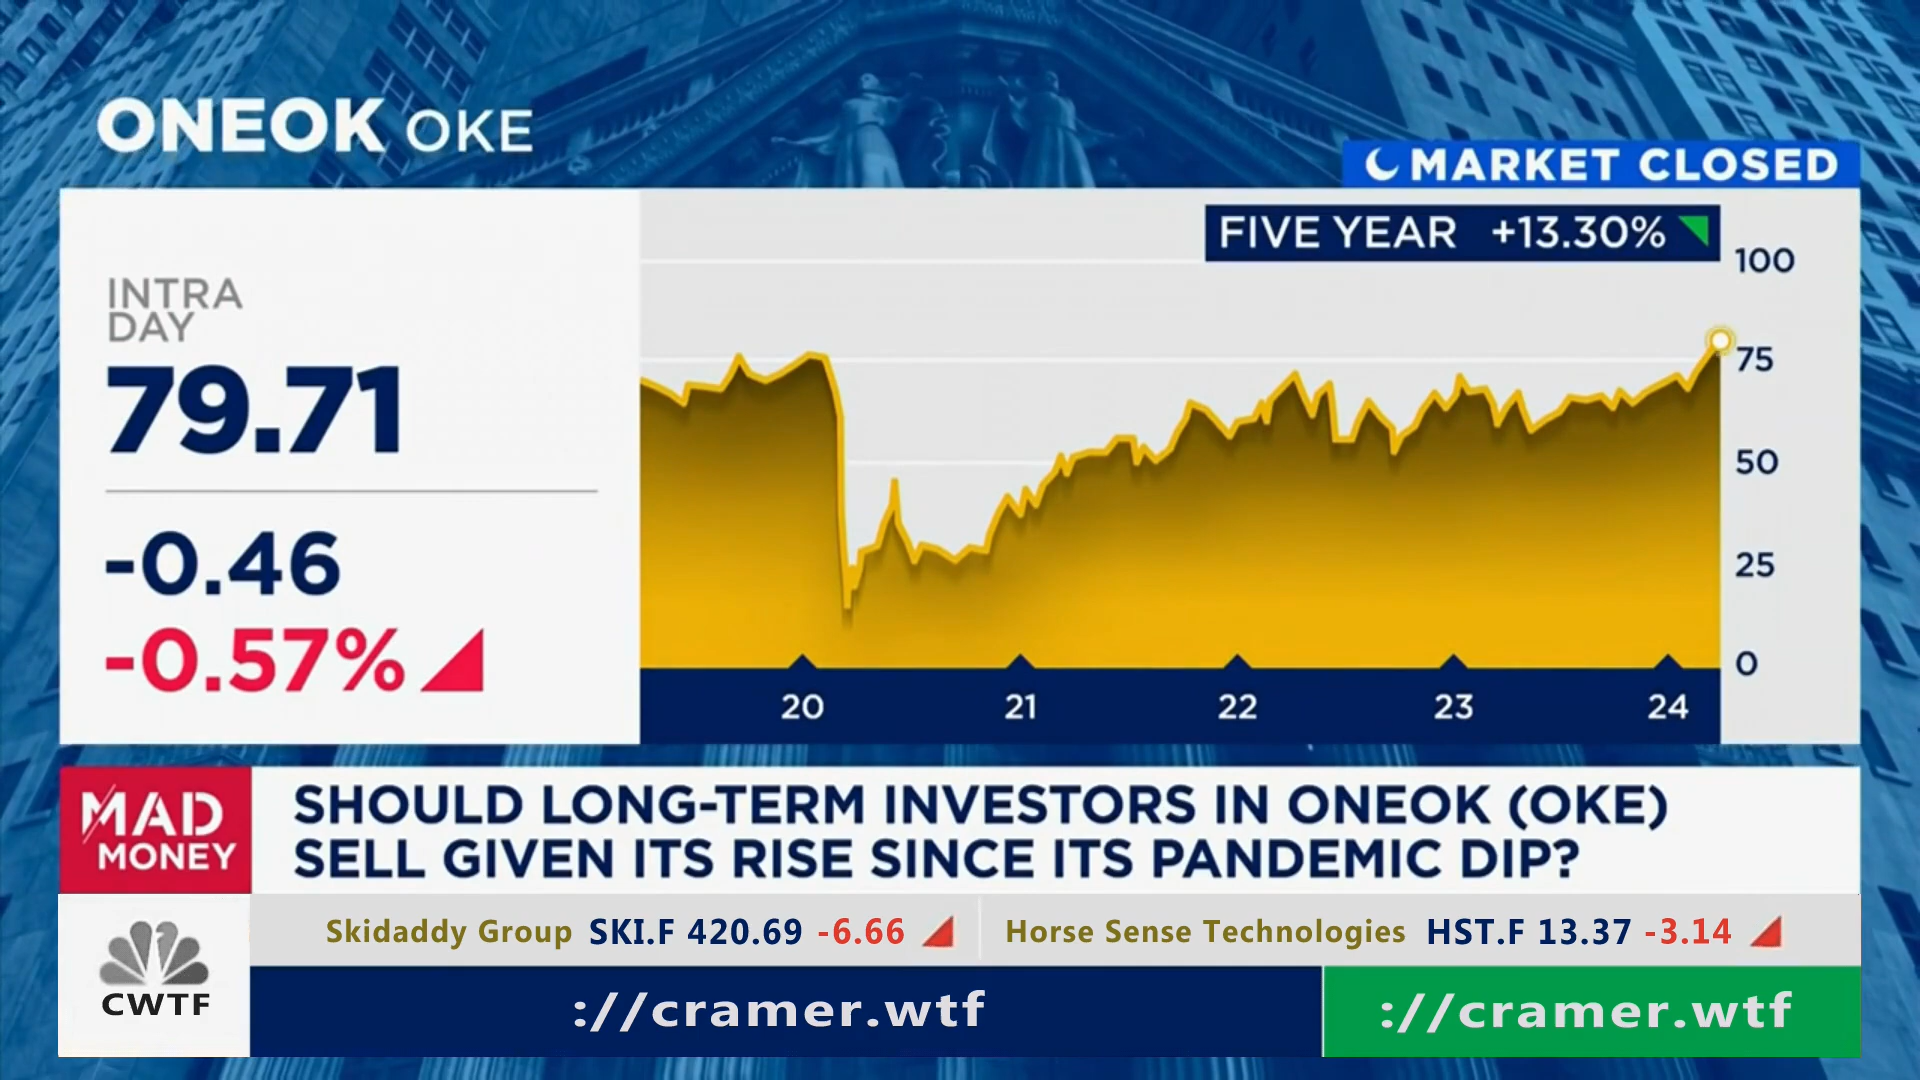 ONEOK OKE
MARKET CLOSED
FIVE YEAR +13.30%
INTRA
DAY
79.71
-0.46
-0.57%
100
75
50
25
0
20 21 22 23 24
MAD
MONEY
SHOULD LONG-TERM INVESTORS IN ONEOK (OKE)
SELL GIVEN ITS RISE SINCE ITS PANDEMIC DIP?
Skidaddy Group SKI.F 420.69 -6.66 Horse Sense Technologies HST.F 13.37 -3.14
CWTF
://cramer.wtf ://cramer.wtf